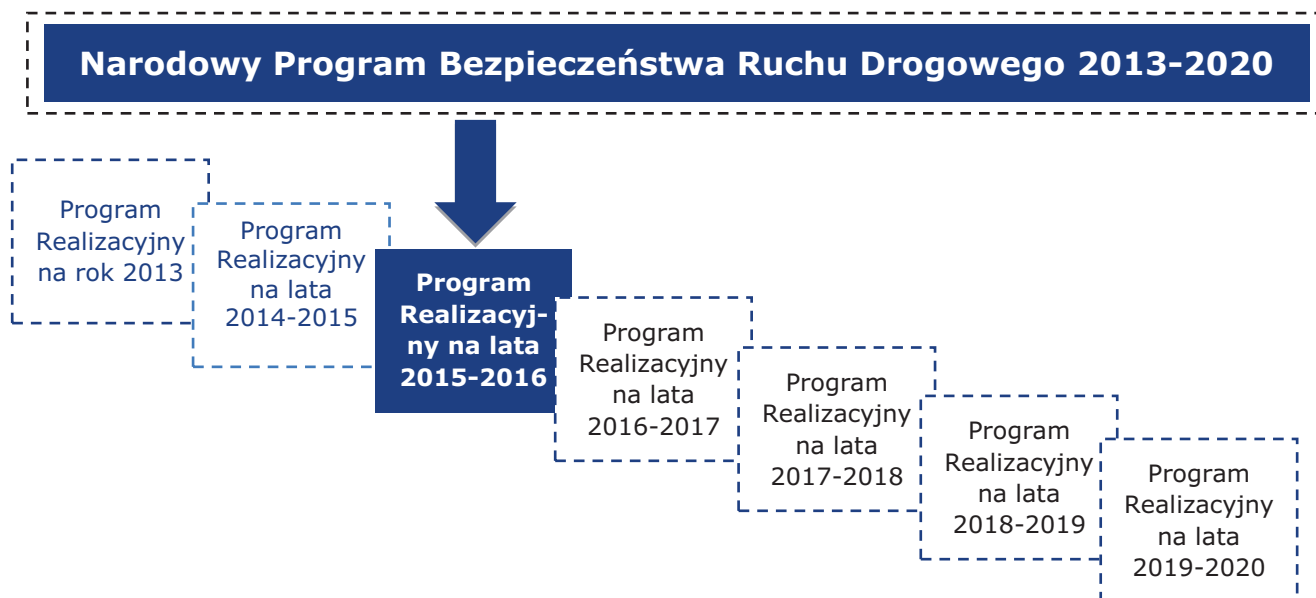 Narodowy Program Bezpieczeństwa Ruchu Drogowego 2013-2020
Program
Realizacyjny
na rok 2013
Program
Realizacyjny
na lata
2014-2015
Program
Realizacyj-
ny na lata
2015-2016
Program
Realizacyjny
na lata
2016-2017
Program
Realizacyjny
na lata
2017-2018
Program
Realizacyjny
na lata
2018-2019
Program
Realizacyjny
na lata
2019-2020